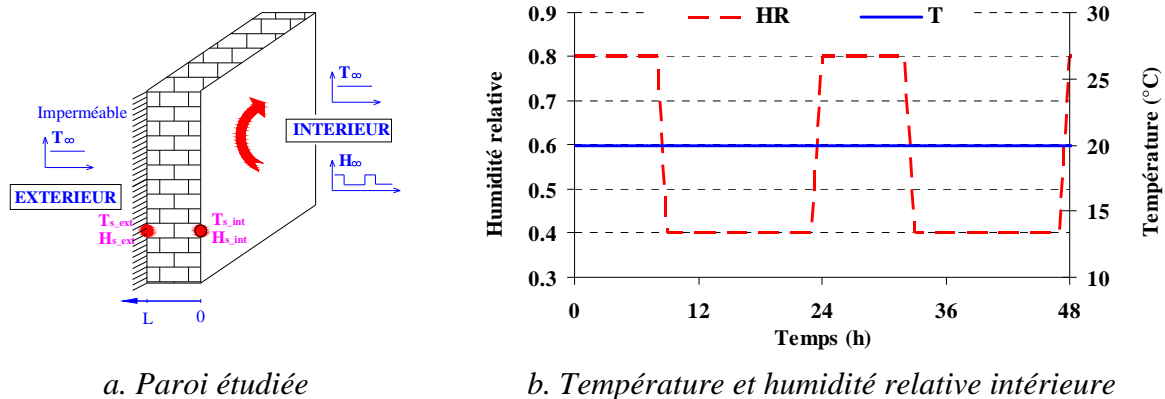 T∞
T∞
Imperméable
T∞
INTERIEUR
H∞
EXTERIEUR
Ts_ext
Hs_ext
Ts_int
Hs_int
L
0
a. Paroi étudiée
HR
T
0.9
0.8
0.7
0.6
0.5
0.4
0.3
Humidité relative
30
25
20
15
10
Température (°C)
0
12
24
36
48
Temps (h)
b. Température et humidité relative intérieure